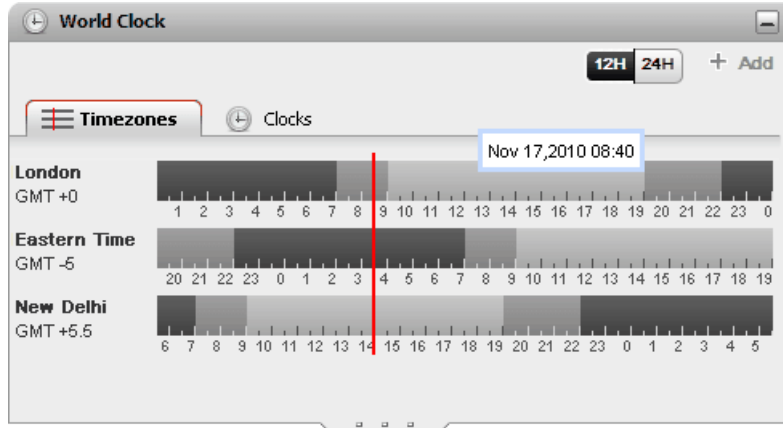 World Clock
12H 24H + Add
Timezones Clocks
Nov 17,2010 08:40
London
GMT +0
1 2 3 4 5 6 7 8 9 10 11 12 13 14 15 16 17 18 19 20 21 22 23 0
Eastern Time
GMT -5
20 21 22 23 0 1 2 3 4 5 6 7 8 9 10 11 12 13 14 15 16 17 18 19
New Delhi
GMT +5.5
6 7 8 9 10 11 12 13 14 15 16 17 18 19 20 21 22 23 0 1 2 3 4 5